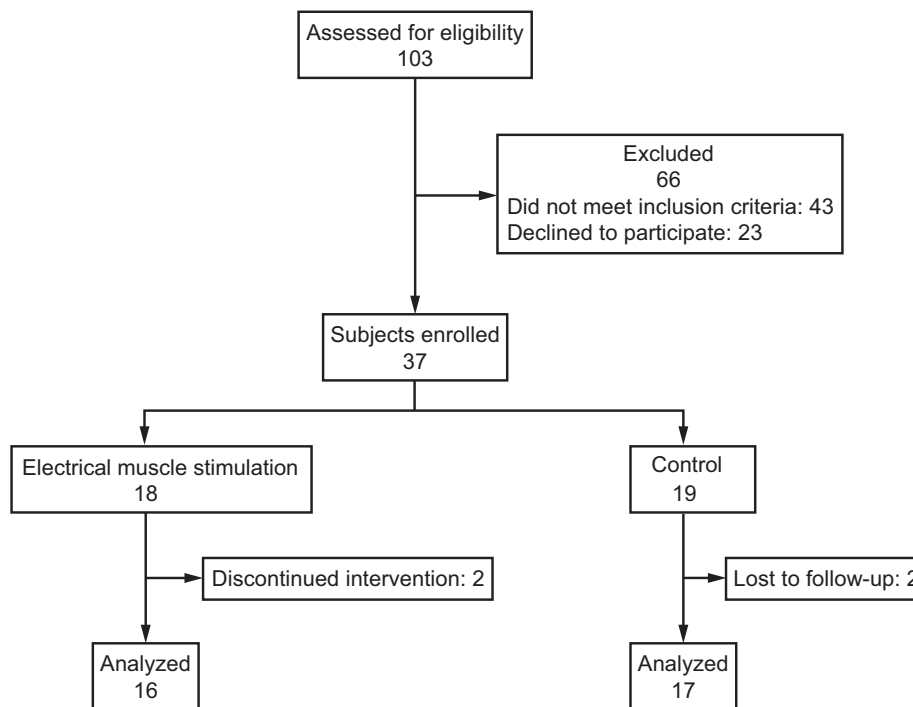 Assessed for eligibility
103
Excluded
66
Did not meet inclusion criteria: 43
Declined to participate: 23
Subjects enrolled
37
Electrical muscle stimulation
18
Control
19
Discontinued intervention: 2
Lost to follow-up: 2
Analyzed
16
Analyzed
17